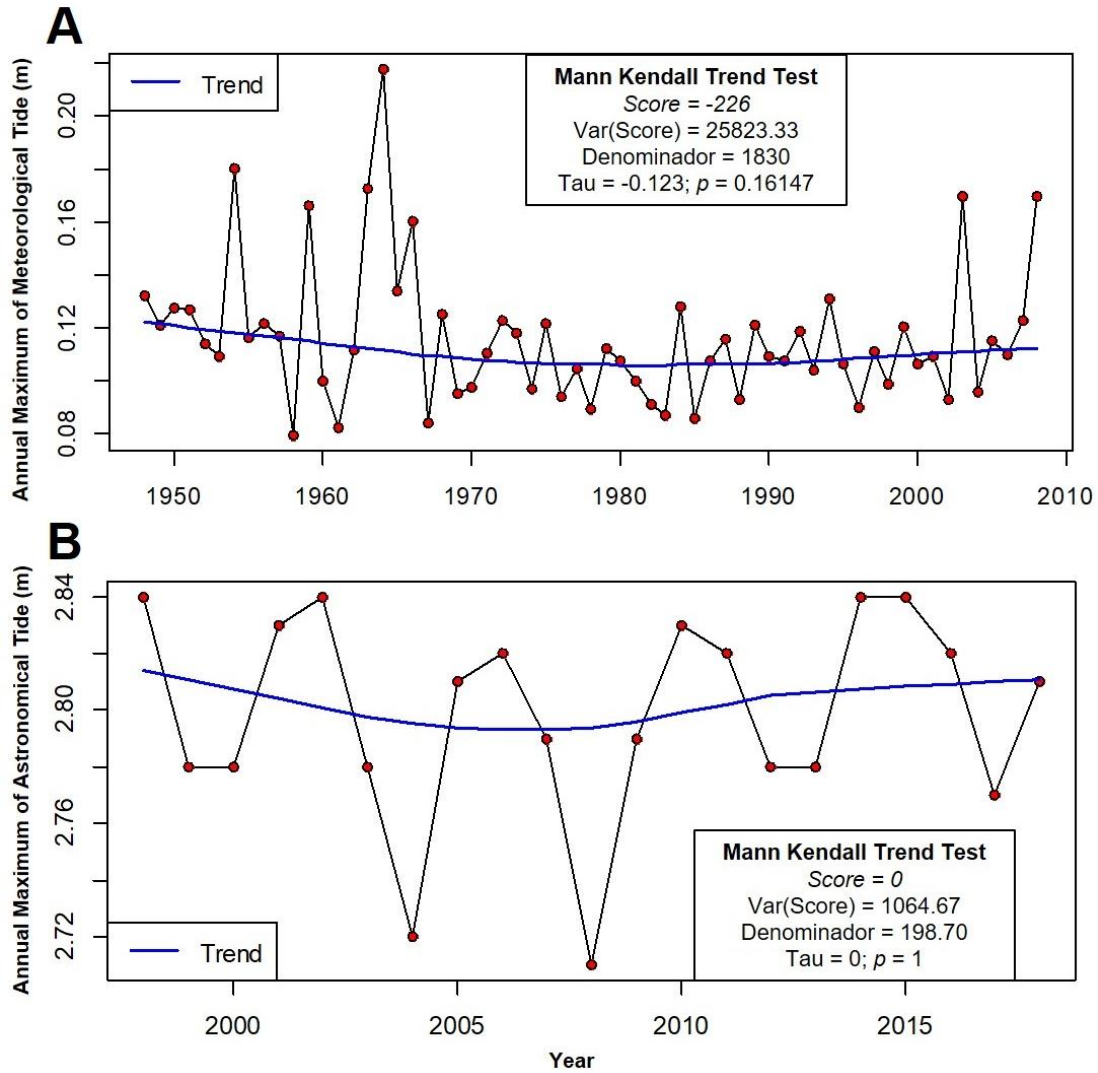 A
Annual Maximum of Meteorological Tide (m)
0.20
0.16
0.12
0.08
Trend
Mann Kendall Trend Test
Score = -226
Var(Score) = 25823.33
Denominador = 1830
Tau = -0.123; p = 0.16147
1950 1960 1970 1980 1990 2000 2010
B
Annual Maximum of Astronomical Tide (m)
2.84
2.80
2.76
2.72
Mann Kendall Trend Test
Score = 0
Var(Score) = 1064.67
Denominador = 198.70
Tau = 0; p = 1
Trend
2000 2005 2010 2015
Year